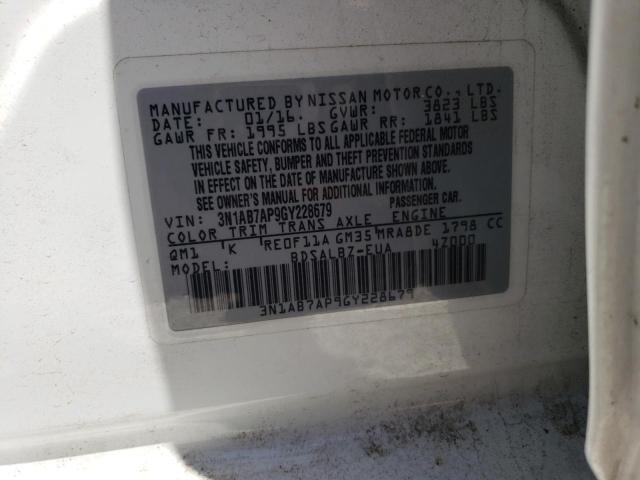 MANUFACTURED BY NISSAN MOTOR CO., LTD.
DATE: 01/16. GVWR: 3823 LBS
GAWR FR: 1995 LBS GAWR RR: 1841 LBS
THIS VEHICLE CONFORMS TO ALL APPLICABLE FEDERAL MOTOR
VEHICLE SAFETY, BUMPER AND THEFT PREVENTION STANDARDS
IN EFFECT ON THE DATE OF MANUFACTURE SHOWN ABOVE.
SEE OWNER'S MANUAL FOR ADDITIONAL INFORMATION.
VIN: 3N1AB7AP9GY228679 PASSENGER CAR.
COLOR TRIM TRANS AXLE ENGINE
QM1 K RE0F11A GM35 MRA8DE 1798 CC
MODEL: BDSALBZ-EUA 4Z000
3N1AB7AP9GY228679